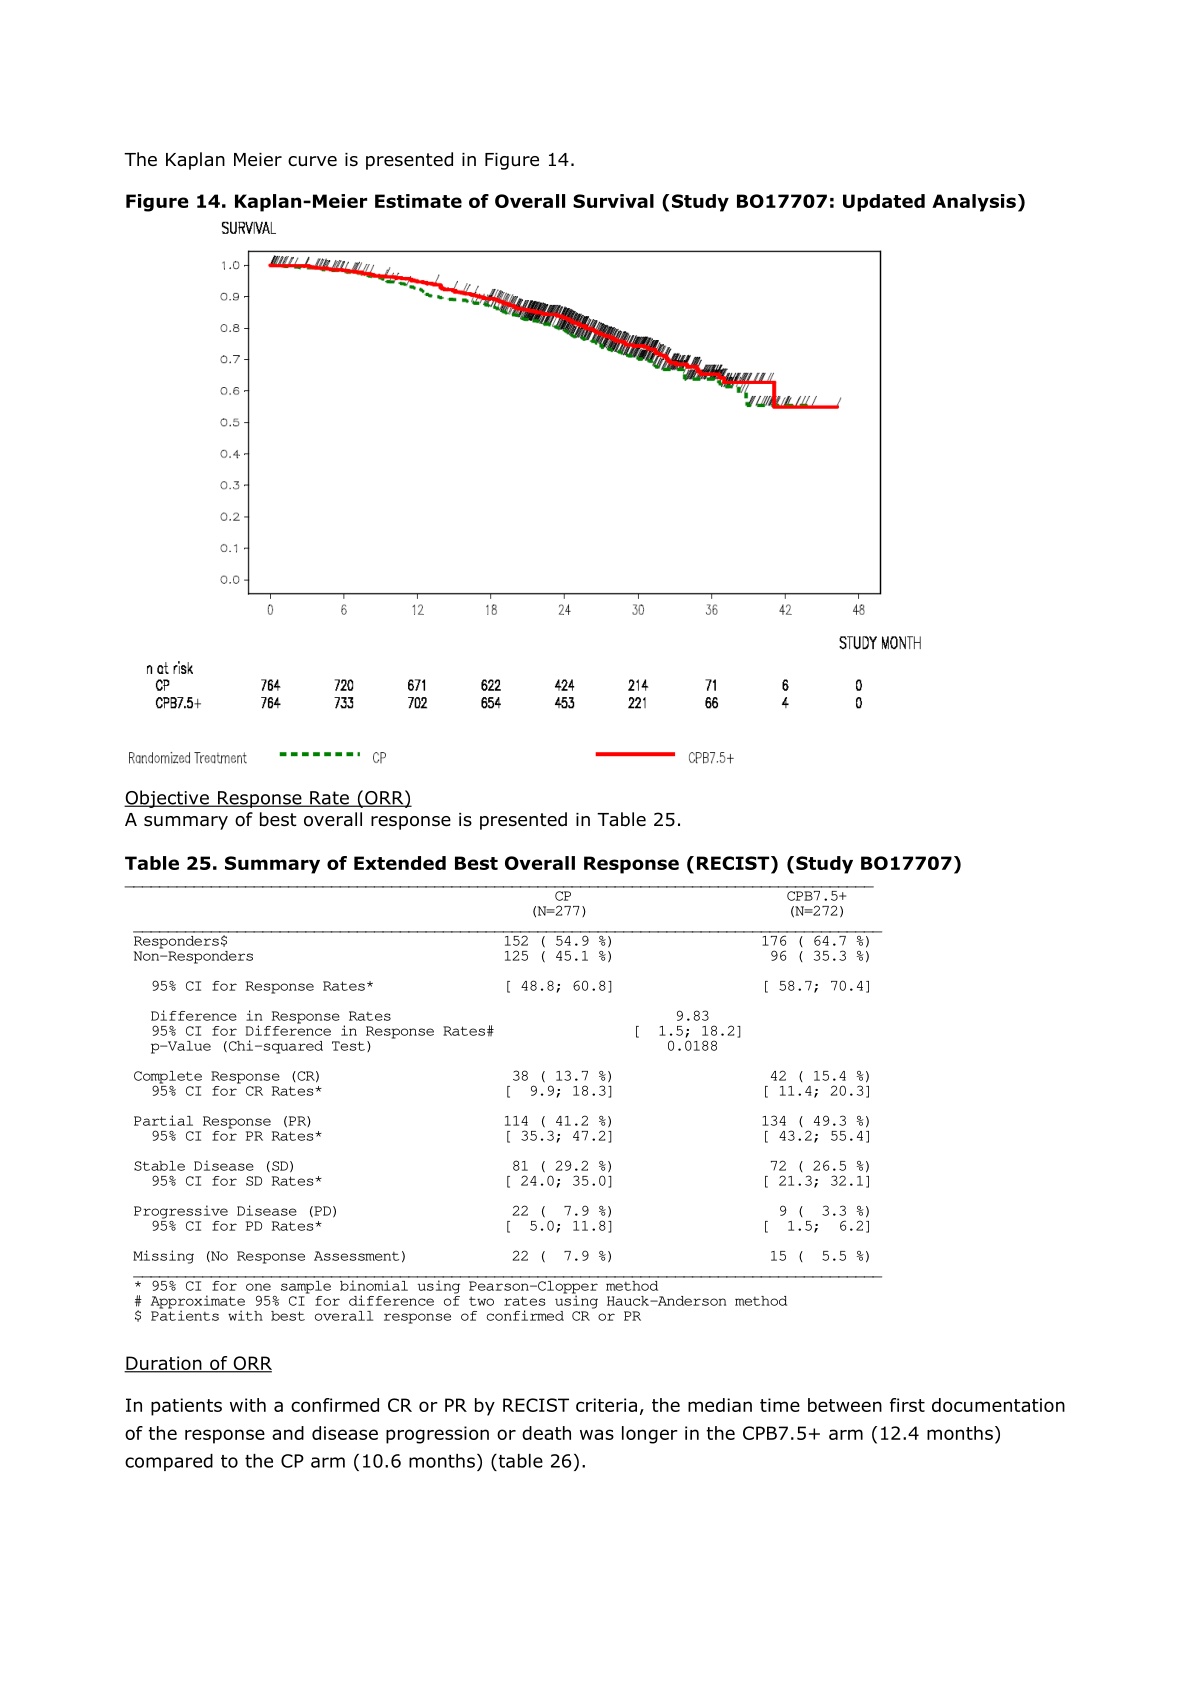 The Kaplan Meier curve is presented in Figure 14.
Figure 14. Kaplan-Meier Estimate of Overall Survival (Study BO17707: Updated Analysis)
SURVIVAL
1.0
0.9
0.8
0.7
0.6
0.5
0.4
0.3
0.2
0.1
0.0
0 6 12 18 24 30 36 42 48
STUDY MONTH
n at risk
CP 764 720 671 622 424 214 71 6 0
CPB7.5+ 764 733 702 654 453 221 66 4 0
Randomized Treatment CP CPB7.5+
Objective Response Rate (ORR)
A summary of best overall response is presented in Table 25.
Table 25. Summary of Extended Best Overall Response (RECIST) (Study BO17707)
CP CPB7.5+
(N=277) (N=272)
Responders$ 152 ( 54.9 %) 176 ( 64.7 %)
Non-Responders 125 ( 45.1 %) 96 ( 35.3 %)
95% CI for Response Rates* [ 48.8; 60.8] [ 58.7; 70.4]
Difference in Response Rates 9.83
95% CI for Difference in Response Rates# [ 1.5; 18.2]
p-Value (Chi-squared Test) 0.0188
Complete Response (CR) 38 ( 13.7 %) 42 ( 15.4 %)
95% CI for CR Rates* [ 9.9; 18.3] [ 11.4; 20.3]
Partial Response (PR) 114 ( 41.2 %) 134 ( 49.3 %)
95% CI for PR Rates* [ 35.3; 47.2] [ 43.2; 55.4]
Stable Disease (SD) 81 ( 29.2 %) 72 ( 26.5 %)
95% CI for SD Rates* [ 24.0; 35.0] [ 21.3; 32.1]
Progressive Disease (PD) 22 ( 7.9 %) 9 ( 3.3 %)
95% CI for PD Rates* [ 5.0; 11.8] [ 1.5; 6.2]
Missing (No Response Assessment) 22 ( 7.9 %) 15 ( 5.5 %)
* 95% CI for one sample binomial using Pearson-Clopper method
# Approximate 95% CI for difference of two rates using Hauck-Anderson method
$ Patients with best overall response of confirmed CR or PR
Duration of ORR
In patients with a confirmed CR or PR by RECIST criteria, the median time between first documentation
of the response and disease progression or death was longer in the CPB7.5+ arm (12.4 months)
compared to the CP arm (10.6 months) (table 26).